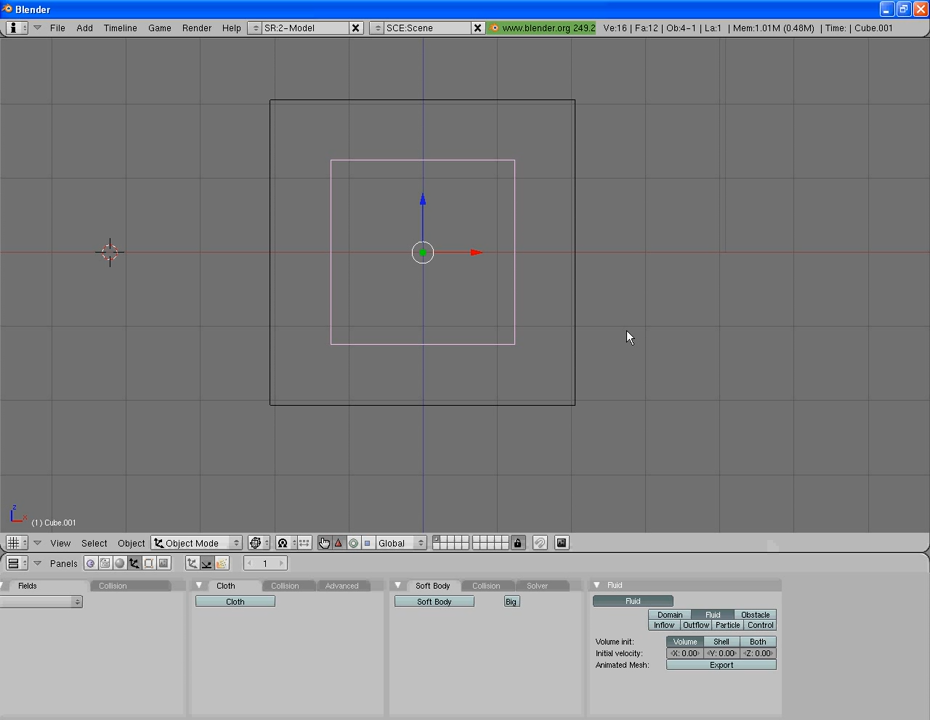 Blender
File Add Timeline Game Render Help SR:2-Model SCE:Scene www.blender.org 249.2 Ve:16 | Fa:12 | Ob:4-1 | La:1 | Mem:1.01M (0.48M) | Time: | Cube.001
z
x
(1) Cube.001
View Select Object Object Mode Global
Panels 1
Fields Collision Cloth Collision Advanced Soft Body Collision Solver Fluid
Cloth Soft Body Big Fluid
Domain Fluid Obstacle
Inflow Outflow Particle Control
Volume init: Volume Shell Both
Initial velocity: X: 0.00 Y: 0.00 Z: 0.00
Animated Mesh: Export